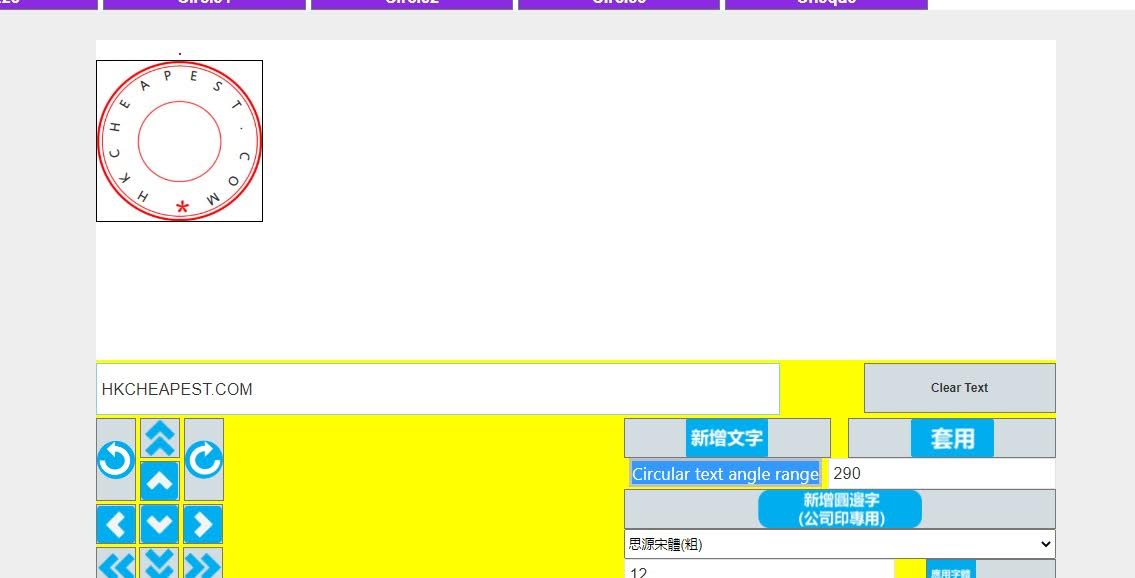 HKCHEAPEST.COM
*
HKCHEAPEST.COM
Clear Text
新增文字
套用
Circular text angle range
290
新增圓邊字
(公司印專用)
思源宋體(粗)
12
應用字體